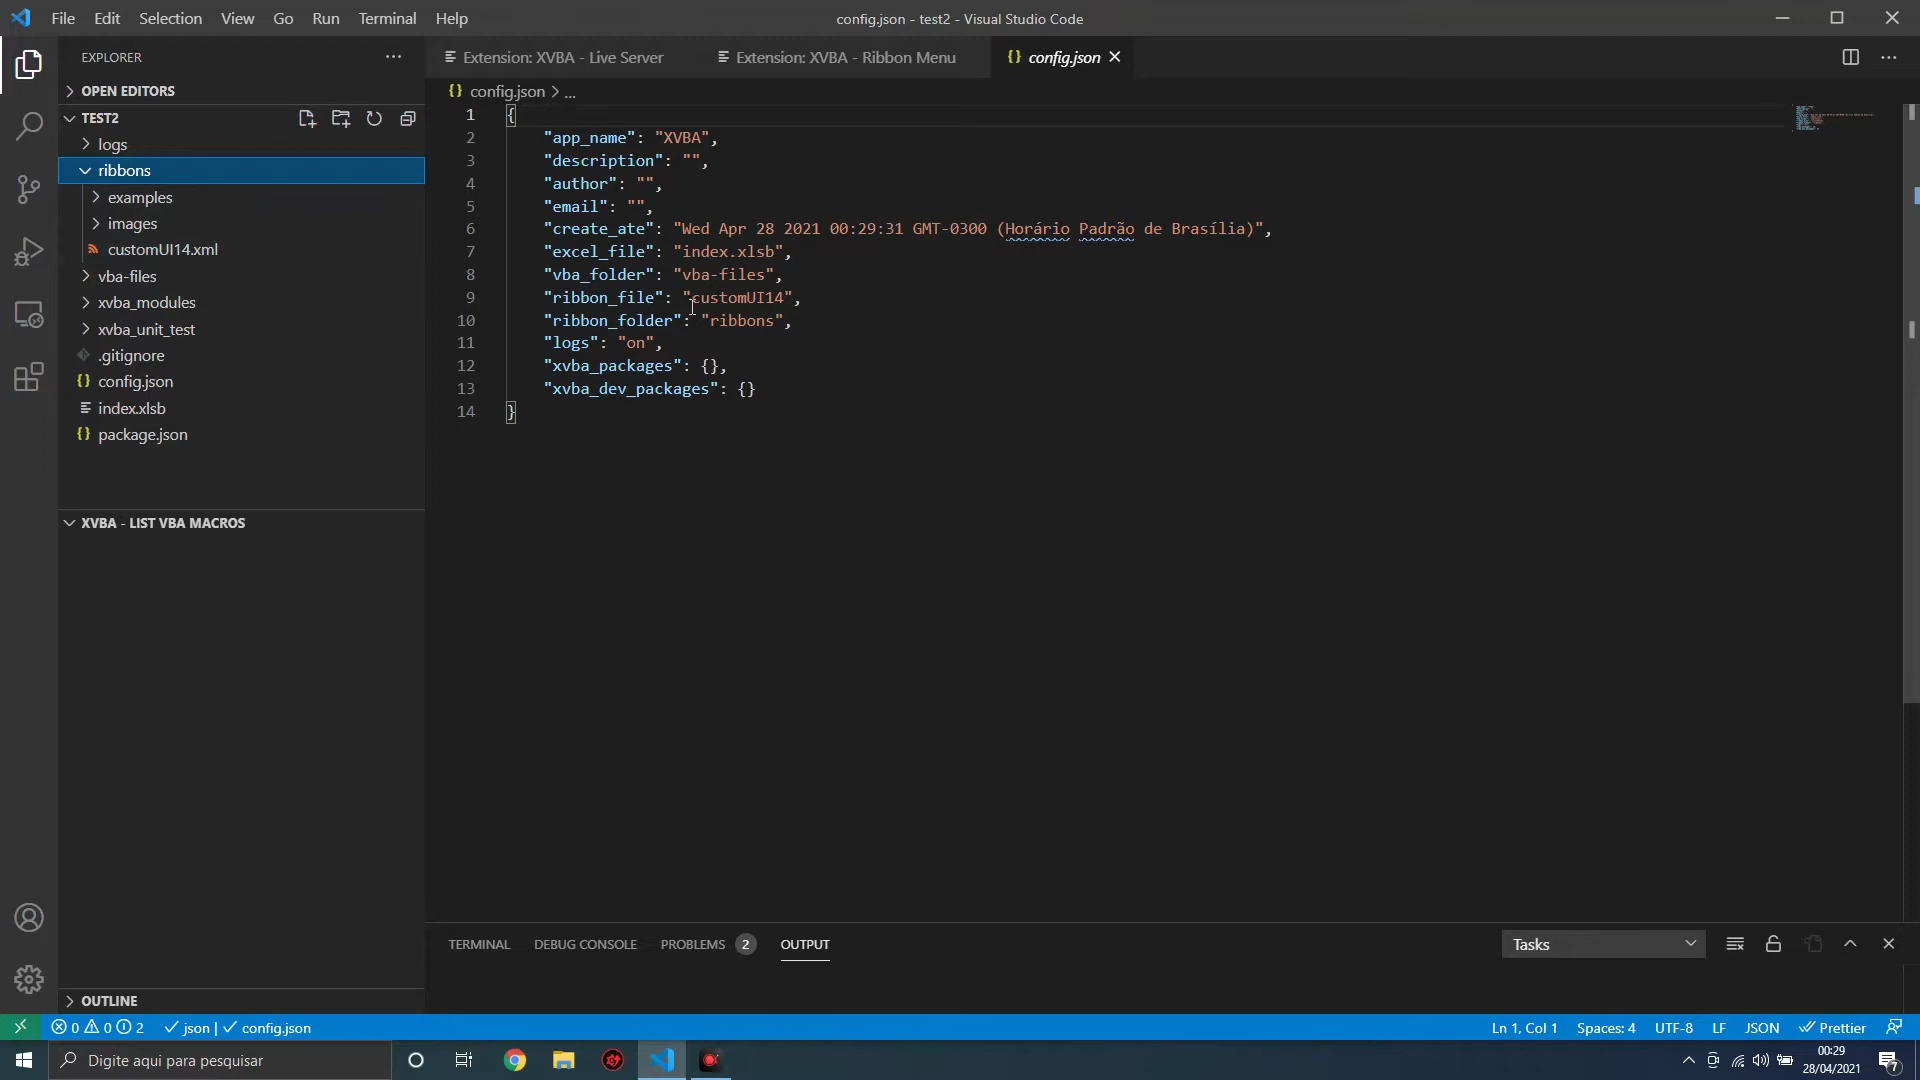 File Edit Selection View Go Run Terminal Help
config.json - test2 - Visual Studio Code
EXPLORER
OPEN EDITORS
TEST2
logs
ribbons
examples
images
customUI14.xml
vba-files
xvba_modules
xvba_unit_test
.gitignore
config.json
index.xlsb
package.json
XVBA - LIST VBA MACROS
OUTLINE
Extension: XVBA - Live Server
Extension: XVBA - Ribbon Menu
{} config.json
{} config.json > ...
1 {
2 "app_name": "XVBA",
3 "description": "",
4 "author": "",
5 "email": "",
6 "create_ate": "Wed Apr 28 2021 00:29:31 GMT-0300 (Horário Padrão de Brasília)",
7 "excel_file": "index.xlsb",
8 "vba_folder": "vba-files",
9 "ribbon_file": "customUI14",
10 "ribbon_folder": "ribbons",
11 "logs": "on",
12 "xvba_packages": {},
13 "xvba_dev_packages": {}
14 }
TERMINAL DEBUG CONSOLE PROBLEMS 2 OUTPUT
Tasks
0 0 2 json | config.json
Ln 1, Col 1 Spaces: 4 UTF-8 LF JSON Prettier
Digite aqui para pesquisar
00:29
28/04/2021
7